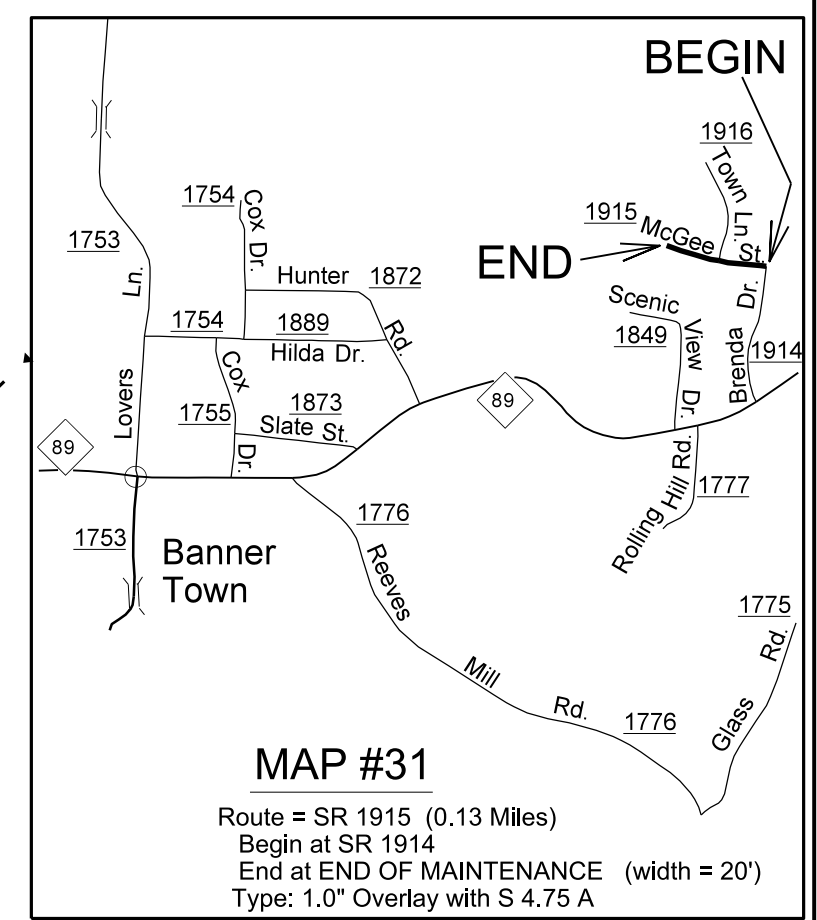 BEGIN
1916
Town Ln.
1915
McGee St.
END
1754
Cox Dr.
1753
Ln.
Hunter
1872
Rd.
Scenic
View
Dr.
1849
Brenda Dr.
1914
1754
1889
Hilda Dr.
Cox
Dr.
1755
1873
Slate St.
Lovers
89
89
1753
Banner
Town
1776
Reeves
Mill
Rd.
1776
Rolling Hill Rd.
1777
1775
Glass Rd.
MAP #31
Route = SR 1915 (0.13 Miles)
Begin at SR 1914
End at END OF MAINTENANCE (width = 20')
Type: 1.0" Overlay with S 4.75 A